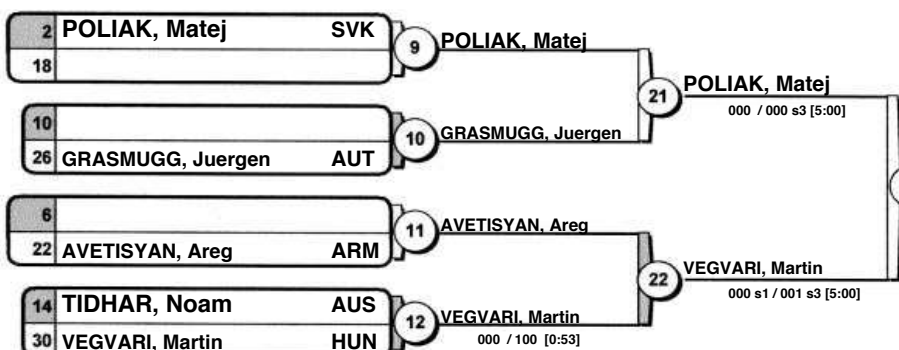 2 POLIAK, Matej SVK
18
9 POLIAK, Matej
10
26 GRASMUGG, Juergen AUT
10 GRASMUGG, Juergen
21 POLIAK, Matej
000 / 000 s3 [5:00]
6
22 AVETISYAN, Areg ARM
11 AVETISYAN, Areg
14 TIDHAR, Noam AUS
30 VEGVARI, Martin HUN
12 VEGVARI, Martin
000 / 100 [0:53]
22 VEGVARI, Martin
000 s1 / 001 s3 [5:00]